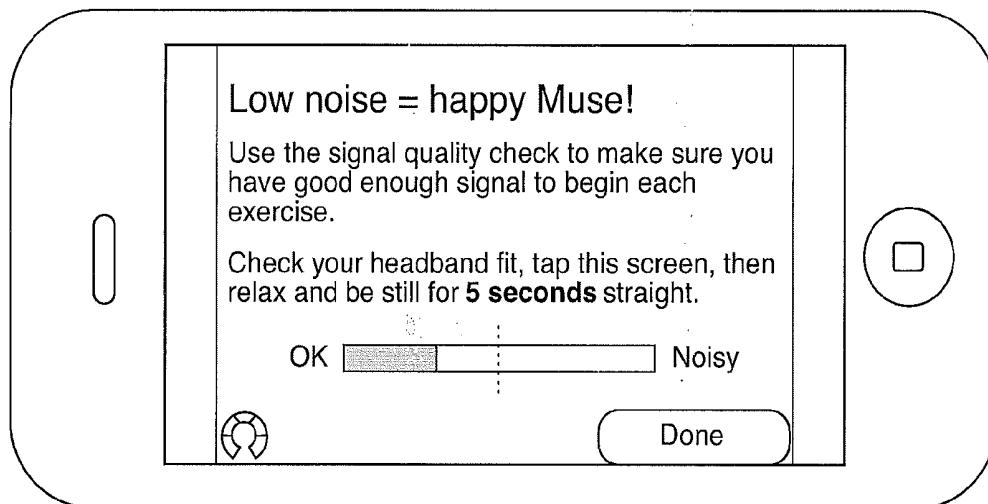 Low noise = happy Muse!
Use the signal quality check to make sure you
have good enough signal to begin each
exercise.
Check your headband fit, tap this screen, then
relax and be still for 5 seconds straight.
OK
Noisy
Done